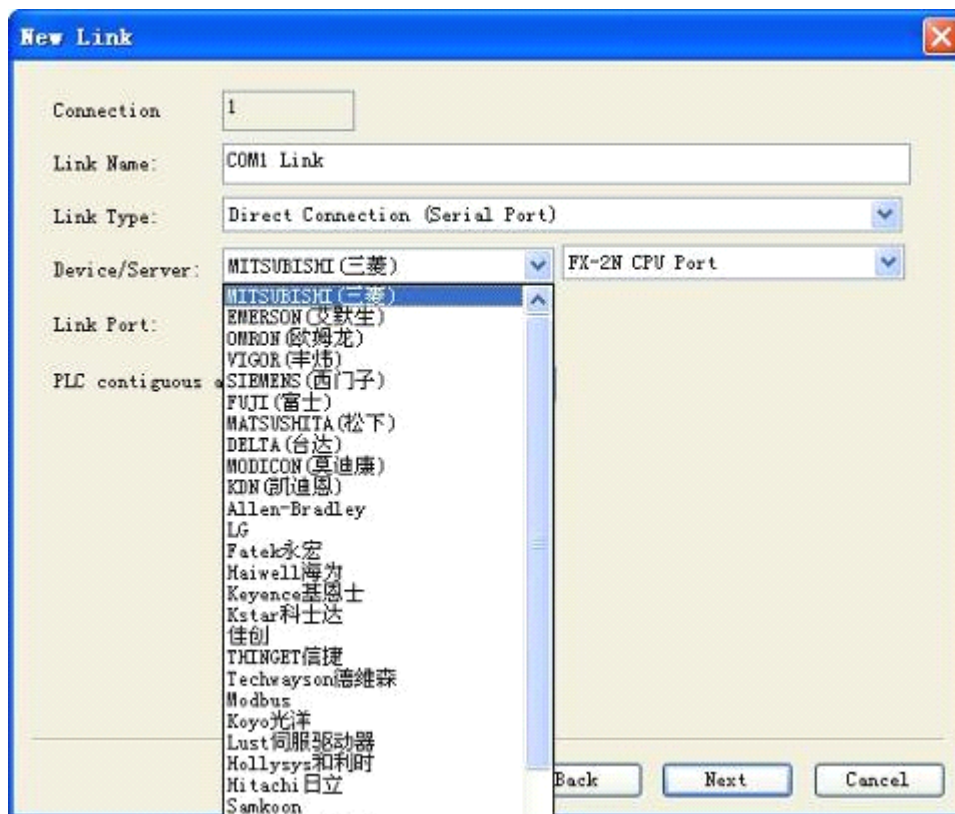 New Link
Connection 1
Link Name: COM1 Link
Link Type: Direct Connection (Serial Port)
Device/Server: MITSUBISHI(三菱) FX-2N CPU Port
MITSUBISHI(三菱)
EMERSON(艾默生)
OMRON(欧姆龙)
Link Port:
VIGOR(丰炜)
PLC contiguous a
SIEMENS(西门子)
FUJI(富士)
MATSUSHITA(松下)
DELTA(台达)
MODICON(莫迪康)
KDN(凯迪恩)
Allen-Bradley
LG
Fatek永宏
Haiwell海为
Keyence基恩士
Kstar科士达
佳创
THINGET信捷
Techwayson德维森
Modbus
Koyo光洋
Lust伺服驱动器
Hollysys和利时
Hitachi日立
Samkoon
Back Next Cancel